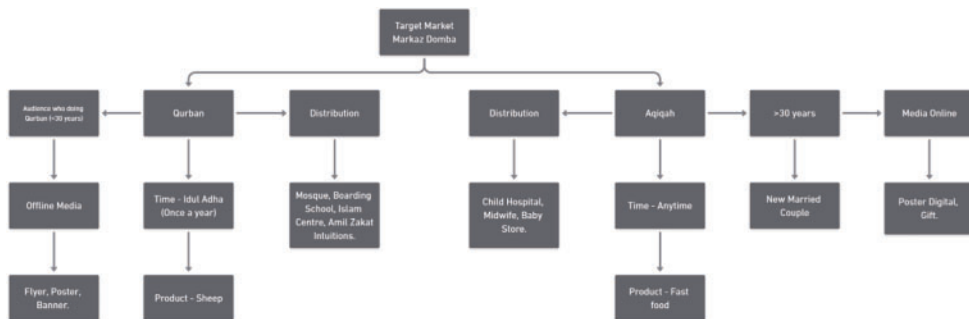 Target Market
Markaz Domba
Audience who doing
Qurban (<30 years)
Qurban
Distribution
Distribution
Aqiqah
>30 years
Media Online
Offline Media
Time - Idul Adha
(Once a year)
Mosque, Boarding
School, Islam
Centre, Amil Zakat
Intuitions.
Child Hospital,
Midwife, Baby
Store.
Time - Anytime
New Married
Couple
Poster Digital,
Gift.
Flyer, Poster,
Banner.
Product - Sheep
Product - Fast
food